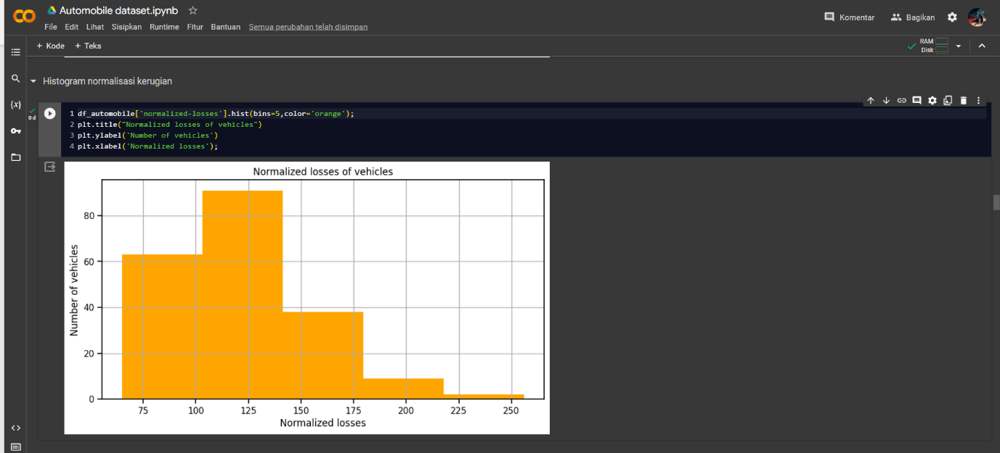 Automobile dataset.ipynb
File Edit Lihat Sisipkan Runtime Fitur Bantuan Semua perubahan telah disimpan
Komentar Bagikan
+ Kode + Teks
RAM
Disk
Histogram normalisasi kerugian
{x}
0 d
1 df_automobile['normalized-losses'].hist(bins=5,color='orange');
2 plt.title("Normalized losses of vehicles")
3 plt.ylabel('Number of vehicles')
4 plt.xlabel('Normalized losses');
Normalized losses of vehicles
Number of vehicles
80
60
40
20
0
75 100 125 150 175 200 225 250
Normalized losses